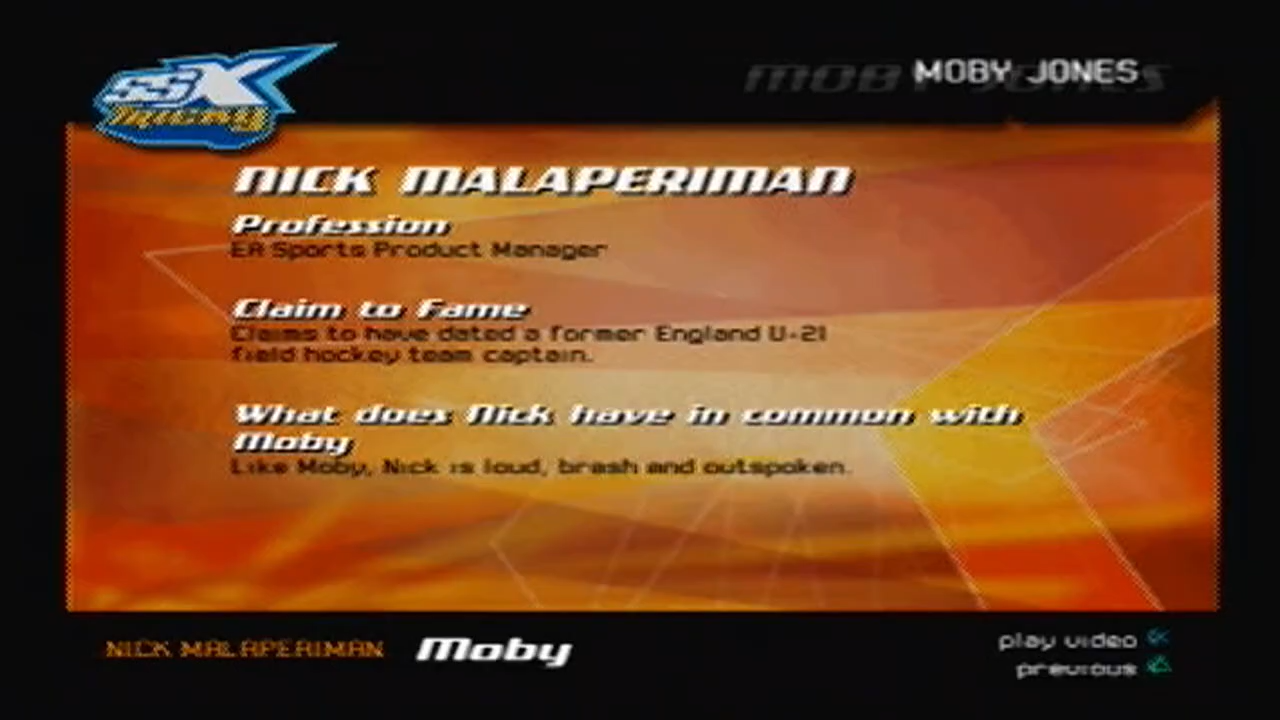 SSX Tricky
MOBY JONES
NICK MALAPERIMAN
Profession
EA Sports Product Manager
Claim to Fame
Claims to have dated a former England U-21
field hockey team captain.
What does Nick have in common with
Moby
Like Moby, Nick is loud, brash and outspoken.
NICK MALAPERIMAN Moby
play video
previous